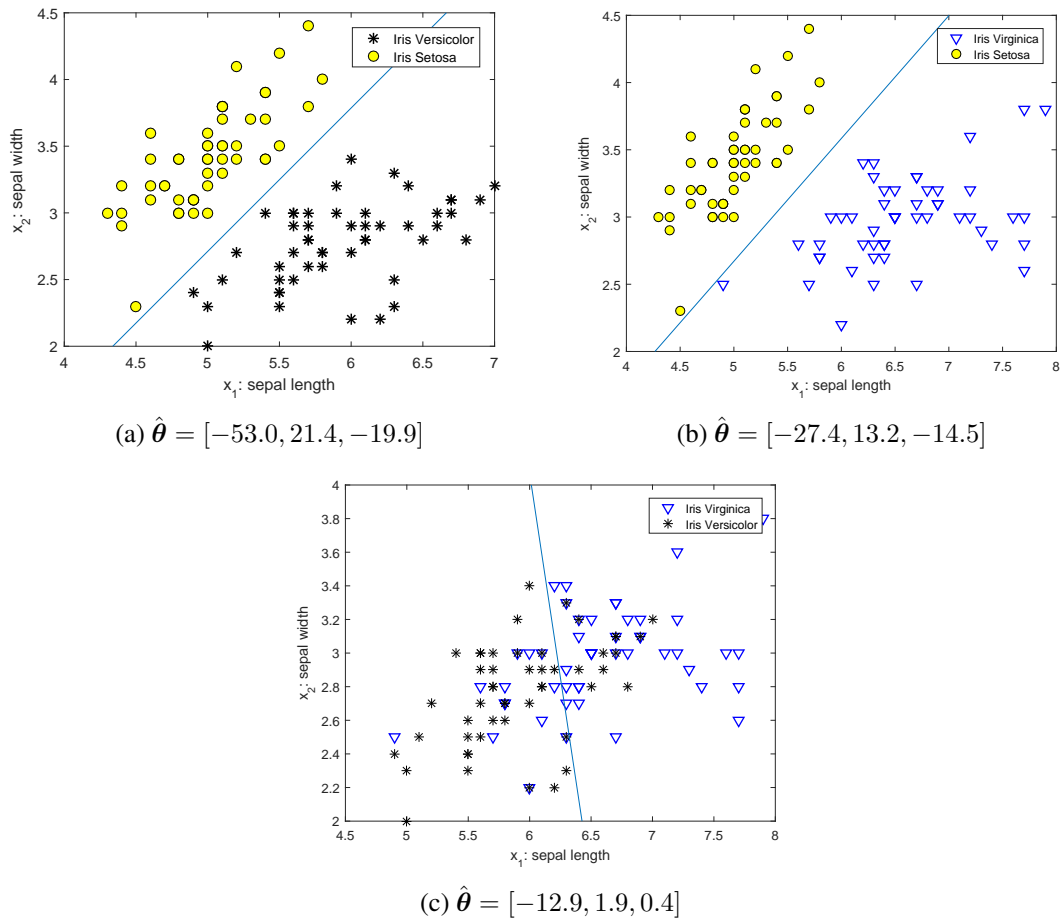 4.5
4
3.5
3
2.5
2
x₂: sepal width
4 4.5 5 5.5 6 6.5 7
x₁: sepal length
Iris Versicolor
Iris Setosa
(a) θ̂ = [−53.0, 21.4, −19.9]
4.5
4
3.5
3
2.5
2
x₂: sepal width
4 4.5 5 5.5 6 6.5 7 7.5 8
x₁: sepal length
Iris Virginica
Iris Setosa
(b) θ̂ = [−27.4, 13.2, −14.5]
4
3.8
3.6
3.4
3.2
3
2.8
2.6
2.4
2.2
2
x₂: sepal width
4.5 5 5.5 6 6.5 7 7.5 8
x₁: sepal length
Iris Virginica
Iris Versicolor
(c) θ̂ = [−12.9, 1.9, 0.4]